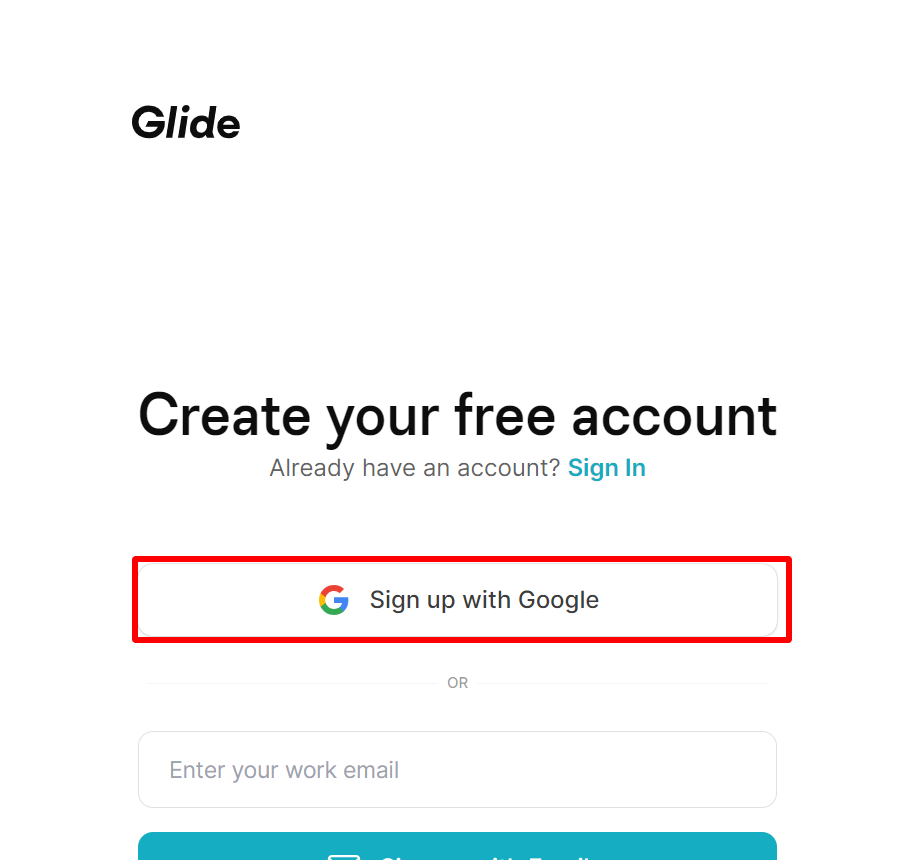 Glide
Create your free account
Already have an account? Sign In
Sign up with Google
OR
Enter your work email